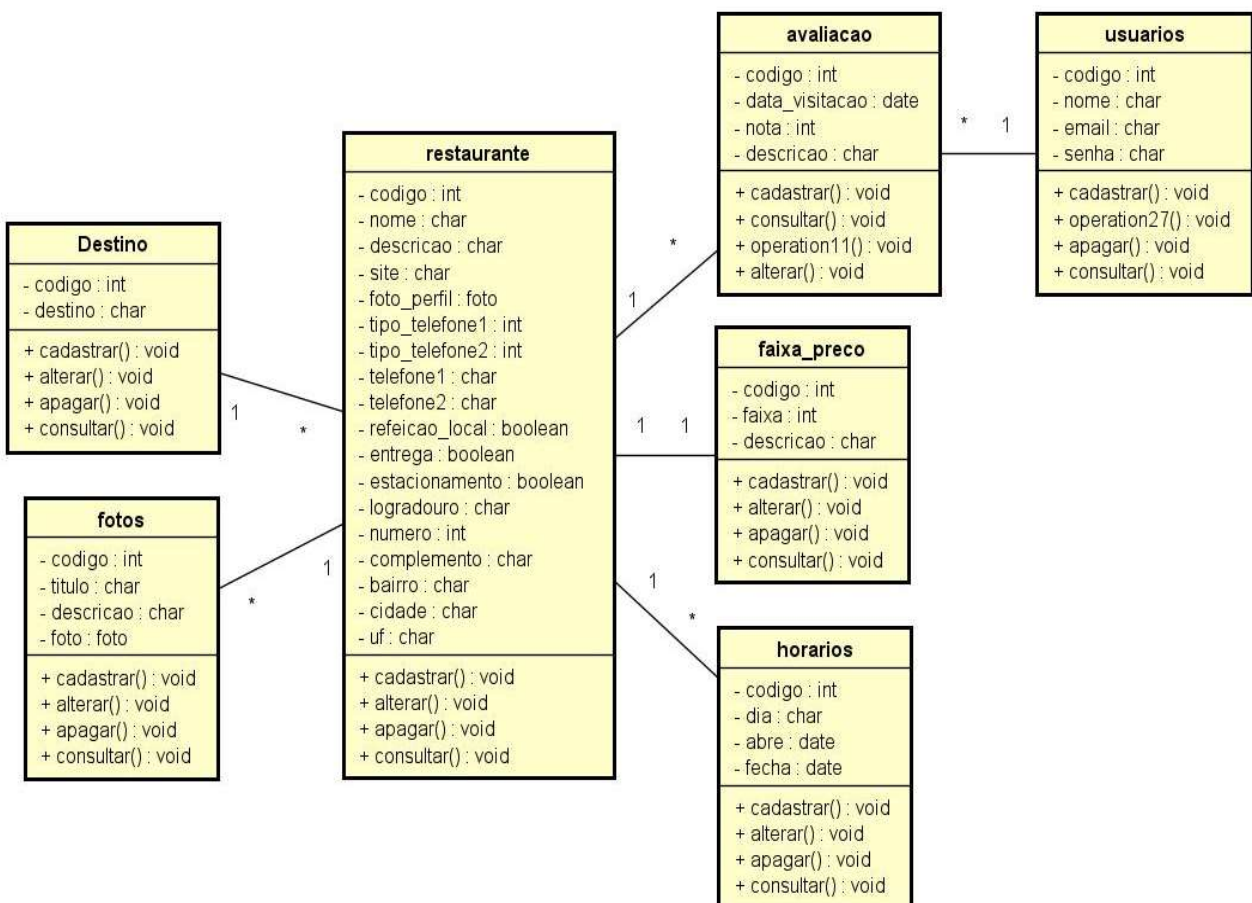 avaliacao
- codigo : int
- data_visitacao : date
- nota : int
- descricao : char
+ cadastrar() : void
+ consultar() : void
+ operation11() : void
+ alterar() : void
usuarios
- codigo : int
- nome : char
- email : char
- senha : char
+ cadastrar() : void
+ operation27() : void
+ apagar() : void
+ consultar() : void
* 1
restaurante
- codigo : int
- nome : char
- descricao : char
- site : char
- foto_perfil : foto
- tipo_telefone1 : int
- tipo_telefone2 : int
- telefone1 : char
- telefone2 : char
- refeicao_local : boolean
- entrega : boolean
- estacionamento : boolean
- logradouro : char
- numero : int
- complemento : char
- bairro : char
- cidade : char
- uf : char
+ cadastrar() : void
+ alterar() : void
+ apagar() : void
+ consultar() : void
*
1
Destino
- codigo : int
- destino : char
+ cadastrar() : void
+ alterar() : void
+ apagar() : void
+ consultar() : void
1
*
faixa_preco
- codigo : int
- faixa : int
- descricao : char
+ cadastrar() : void
+ alterar() : void
+ apagar() : void
+ consultar() : void
1 1
fotos
- codigo : int
- titulo : char
- descricao : char
- foto : foto
+ cadastrar() : void
+ alterar() : void
+ apagar() : void
+ consultar() : void
1
*
1
*
horarios
- codigo : int
- dia : char
- abre : date
- fecha : date
+ cadastrar() : void
+ alterar() : void
+ apagar() : void
+ consultar() : void